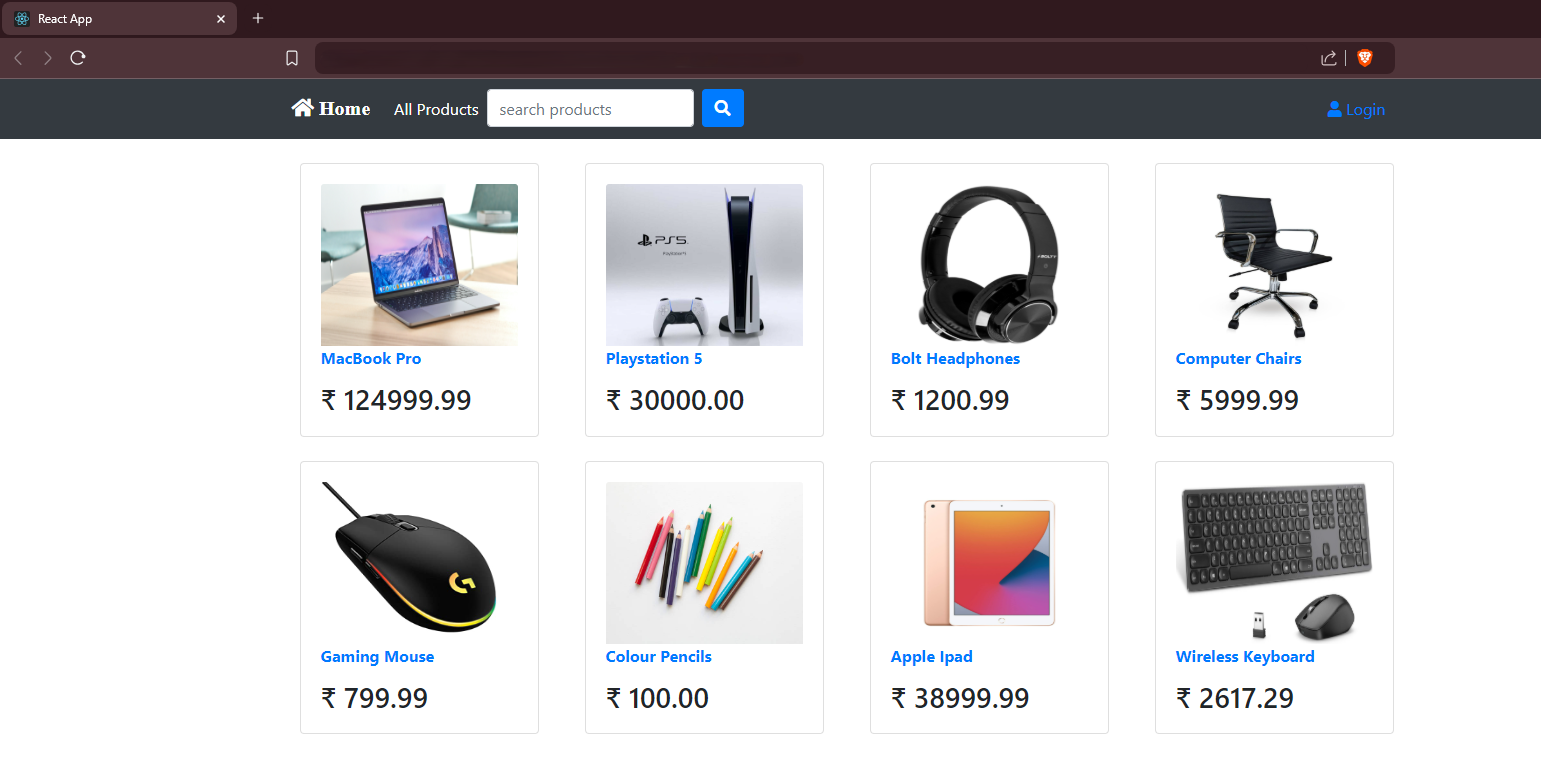 React App
Home All Products search products Login
PS5
PlayStation5
BOLT
MacBook Pro Playstation 5 Bolt Headphones Computer Chairs
₹ 124999.99 ₹ 30000.00 ₹ 1200.99 ₹ 5999.99
G
Gaming Mouse Colour Pencils Apple Ipad Wireless Keyboard
₹ 799.99 ₹ 100.00 ₹ 38999.99 ₹ 2617.29